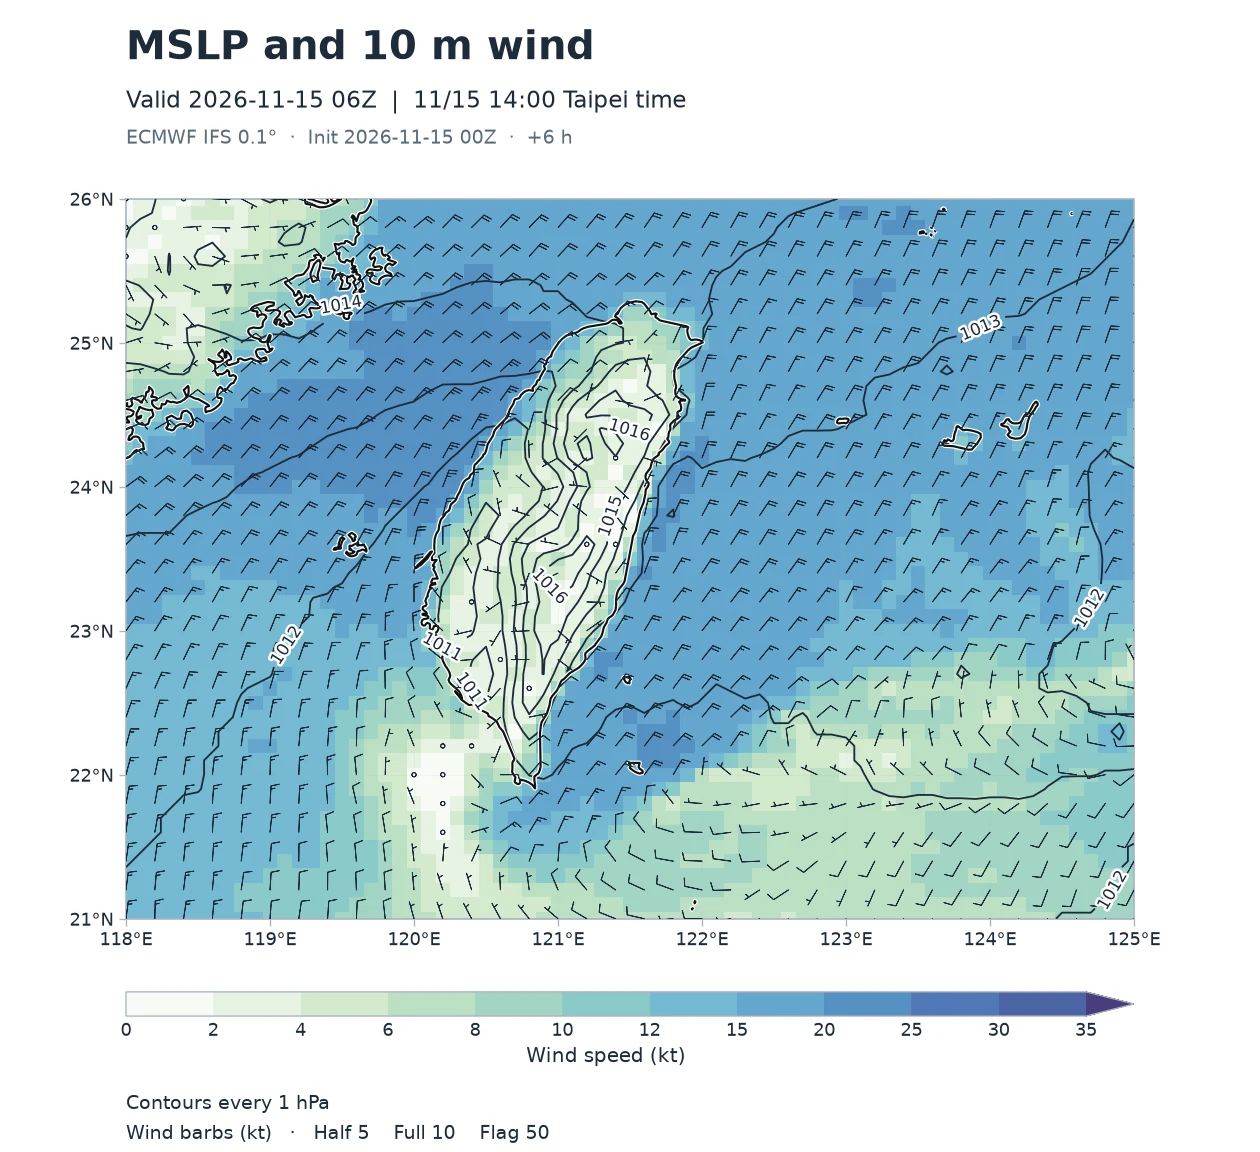 MSLP and 10 m wind
Valid 2026-11-15 06Z | 11/15 14:00 Taipei time
ECMWF IFS 0.1° · Init 2026-11-15 00Z · +6 h
26°N
25°N
24°N
23°N
22°N
21°N
1014
1013
1016
1015
1016
1012
1012
1011
1011
1012
118°E 119°E 120°E 121°E 122°E 123°E 124°E 125°E
0 2 4 6 8 10 12 15 20 25 30 35
Wind speed (kt)
Contours every 1 hPa
Wind barbs (kt) · Half 5 Full 10 Flag 50